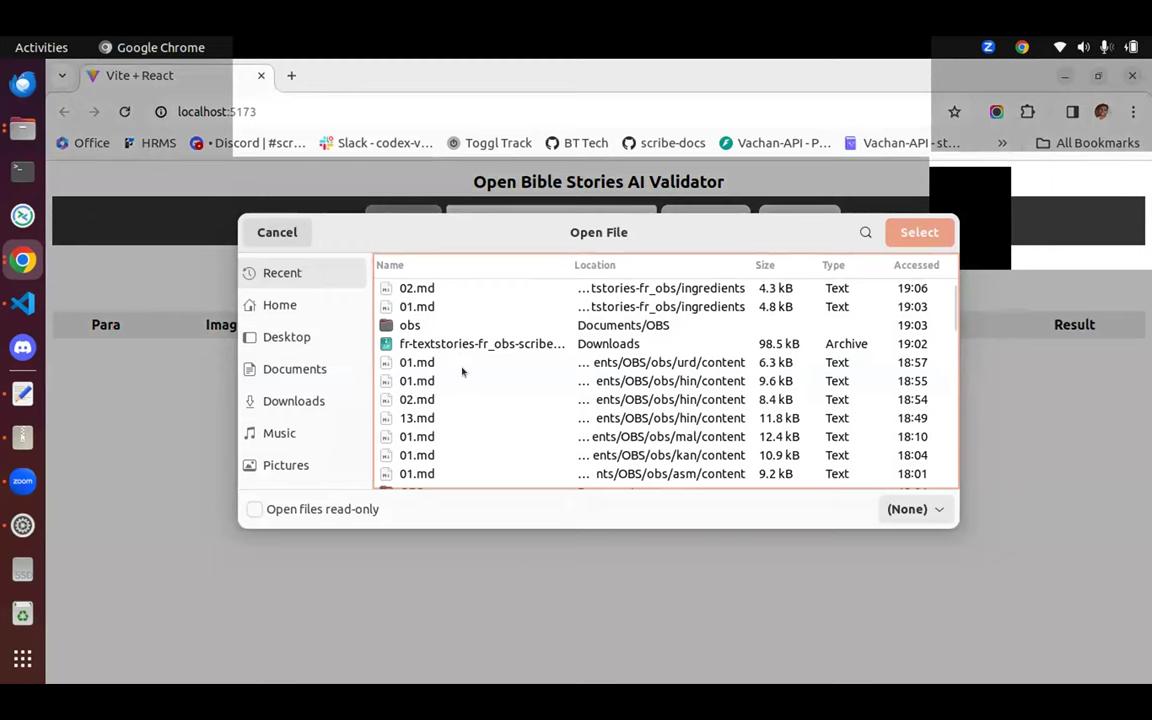 Activities
Google Chrome
Vite + React
localhost:5173
Office
HRMS
• Discord | #scr...
Slack - codex-v...
Toggl Track
BT Tech
scribe-docs
Vachan-API - P...
Vachan-API - st...
»
All Bookmarks
Open Bible Stories AI Validator
Cancel
Open File
Select
Recent
Home
Desktop
Documents
Downloads
Music
Pictures
Name Location Size Type Accessed
02.md ...tstories-fr_obs/ingredients 4.3 kB Text 19:06
01.md ...tstories-fr_obs/ingredients 4.8 kB Text 19:03
obs Documents/OBS 19:03
fr-textstories-fr_obs-scribe... Downloads 98.5 kB Archive 19:02
01.md ... ents/OBS/obs/urd/content 6.3 kB Text 18:57
01.md ... ents/OBS/obs/hin/content 9.6 kB Text 18:55
02.md ... ents/OBS/obs/hin/content 8.4 kB Text 18:54
13.md ... ents/OBS/obs/hin/content 11.8 kB Text 18:49
01.md ... ents/OBS/obs/mal/content 12.4 kB Text 18:10
01.md ... ents/OBS/obs/kan/content 10.9 kB Text 18:04
01.md ... nts/OBS/obs/asm/content 9.2 kB Text 18:01
Open files read-only
(None)
Para
Imag
Result
zoom